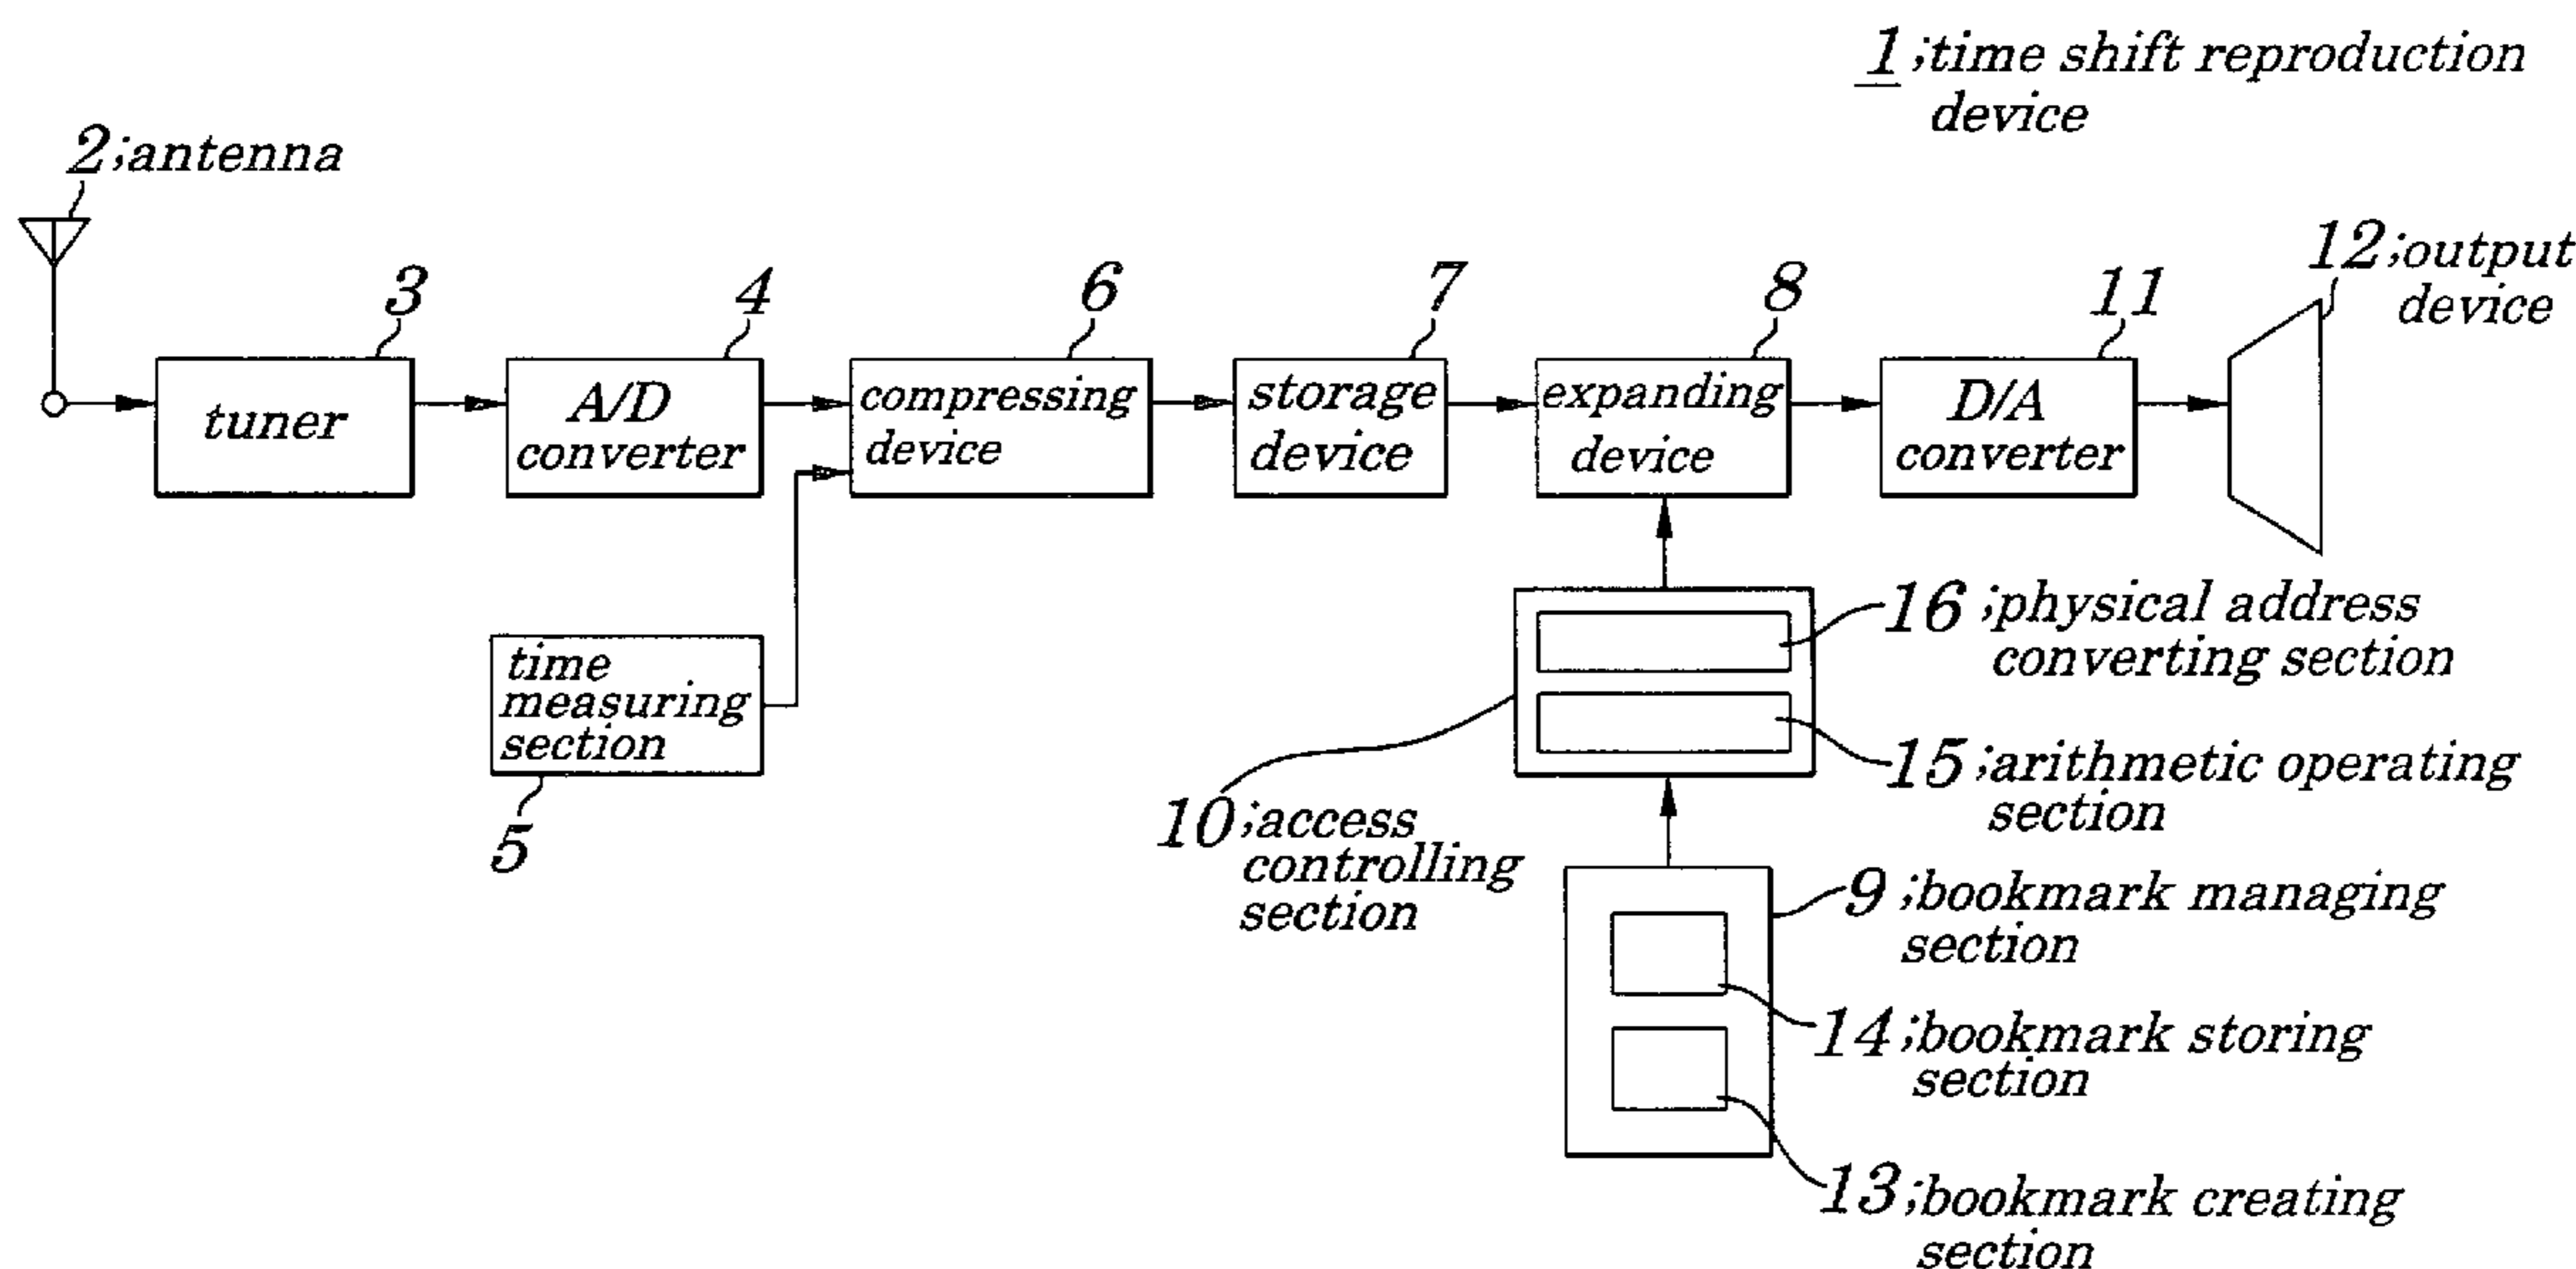 1;time shift reproduction
device
2;antenna
12;output
device
3
4
6
7
8
11
tuner
A/D
converter
compressing
device
storage
device
expanding
device
D/A
converter
time
measuring
section
5
16;physical address
converting section
15;arithmetic operating
section
10;access
controlling
section
9;bookmark managing
section
14;bookmark storing
section
13;bookmark creating
section